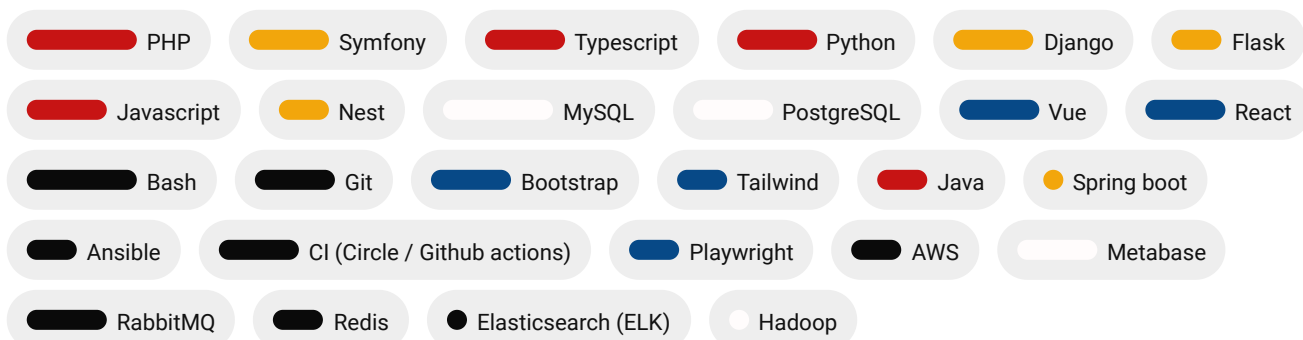 PHP Symfony Typescript Python Django Flask
Javascript Nest MySQL PostgreSQL Vue React
Bash Git Bootstrap Tailwind Java Spring boot
Ansible CI (Circle / Github actions) Playwright AWS Metabase
RabbitMQ Redis Elasticsearch (ELK) Hadoop